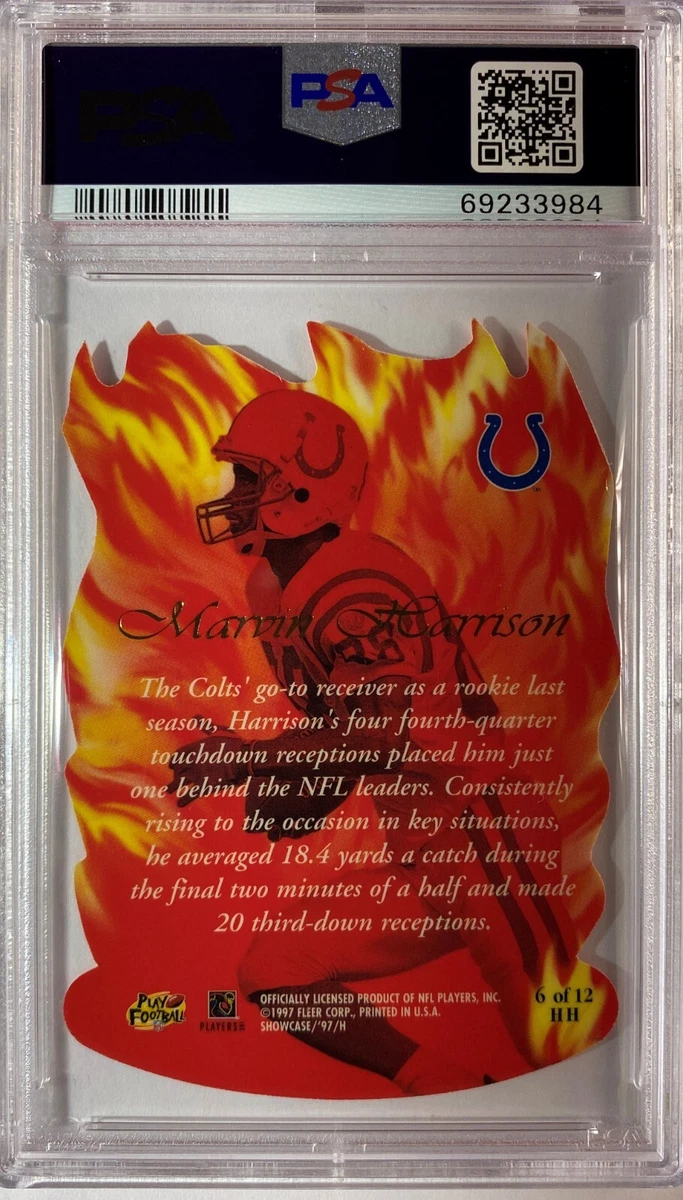 PSA
PSA
69233984
Marvin Harrison
The Colts' go-to receiver as a rookie last
season, Harrison's four fourth-quarter
touchdown receptions placed him just
one behind the NFL leaders. Consistently
rising to the occasion in key situations,
he averaged 18.4 yards a catch during
the final two minutes of a half and made
20 third-down receptions.
PLAY
FOOTBALL
PLAYERS
OFFICIALLY LICENSED PRODUCT OF NFL PLAYERS, INC.
©1997 FLEER CORP., PRINTED IN U.S.A.
SHOWCASE/'97/H
6 of 12
HH